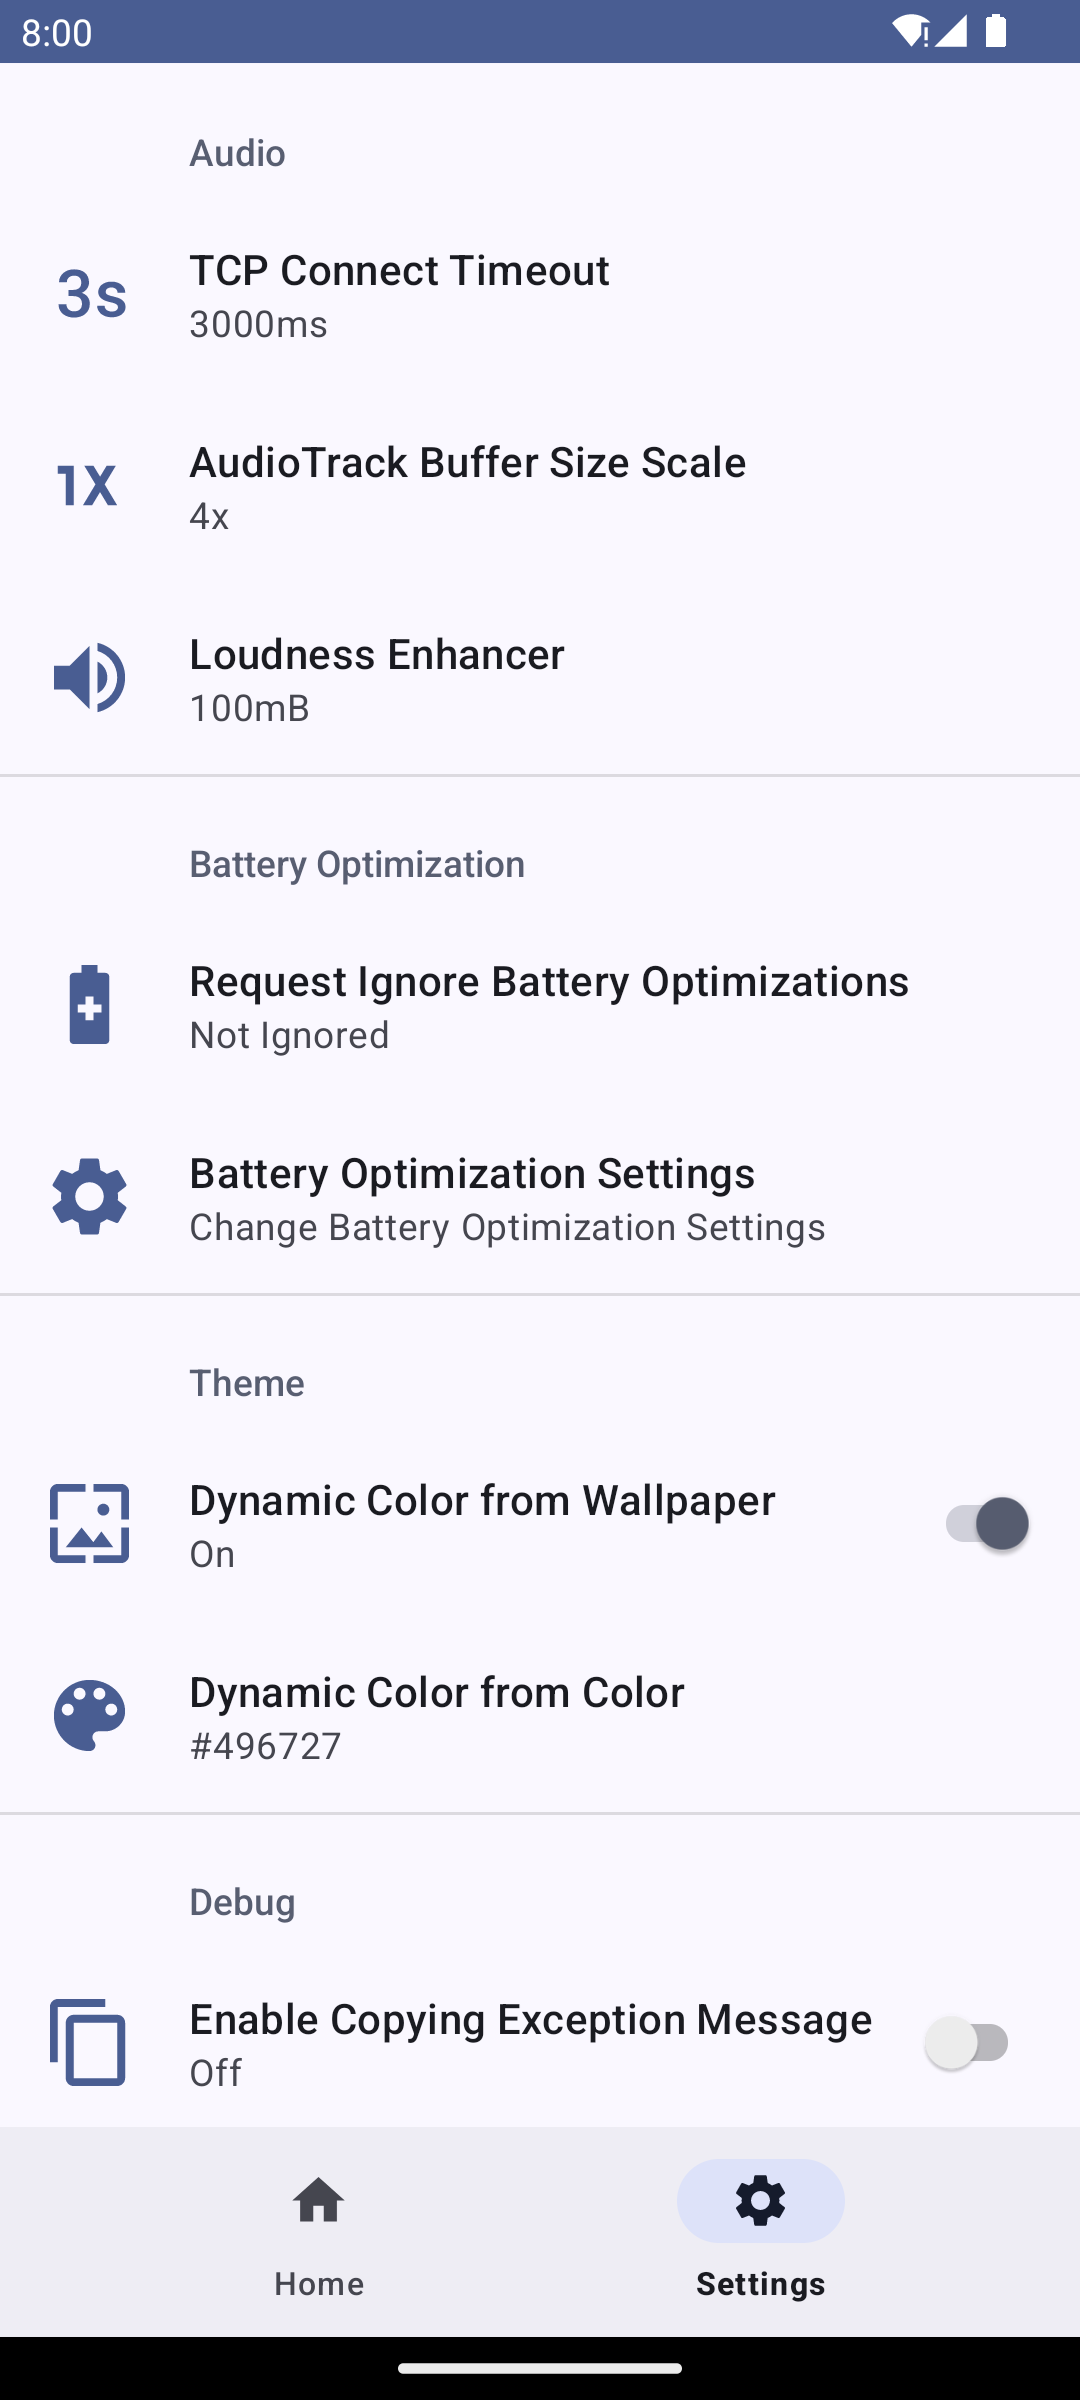 8:00
Audio
3s
TCP Connect Timeout
3000ms
1X
AudioTrack Buffer Size Scale
4x
Loudness Enhancer
100mB
Battery Optimization
Request Ignore Battery Optimizations
Not Ignored
Battery Optimization Settings
Change Battery Optimization Settings
Theme
Dynamic Color from Wallpaper
On
Dynamic Color from Color
#496727
Debug
Enable Copying Exception Message
Off
Home
Settings